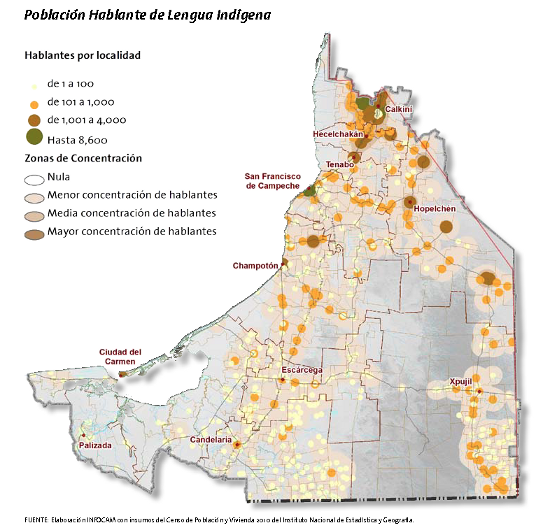 Población Hablante de Lengua Indigena
Hablantes por localidad
de 1 a 100
de 101 a 1,000
de 1,001 a 4,000
Hasta 8,600
Zonas de Concentración
Nula
Menor concentración de hablantes
Media concentración de hablantes
Mayor concentración de hablantes
Calkiní
Hecelchakán
Tenabo
San Francisco
de Campeche
Hopelchen
Champotón
Ciudad del
Carmen
Escárcega
Xpujil
Candelaria
Palizada
FUENTE: Elaboración INFOCAM con insumos del Censo de Población y Vivienda 2010 del Instituto Nacional de Estadística y Geografía.